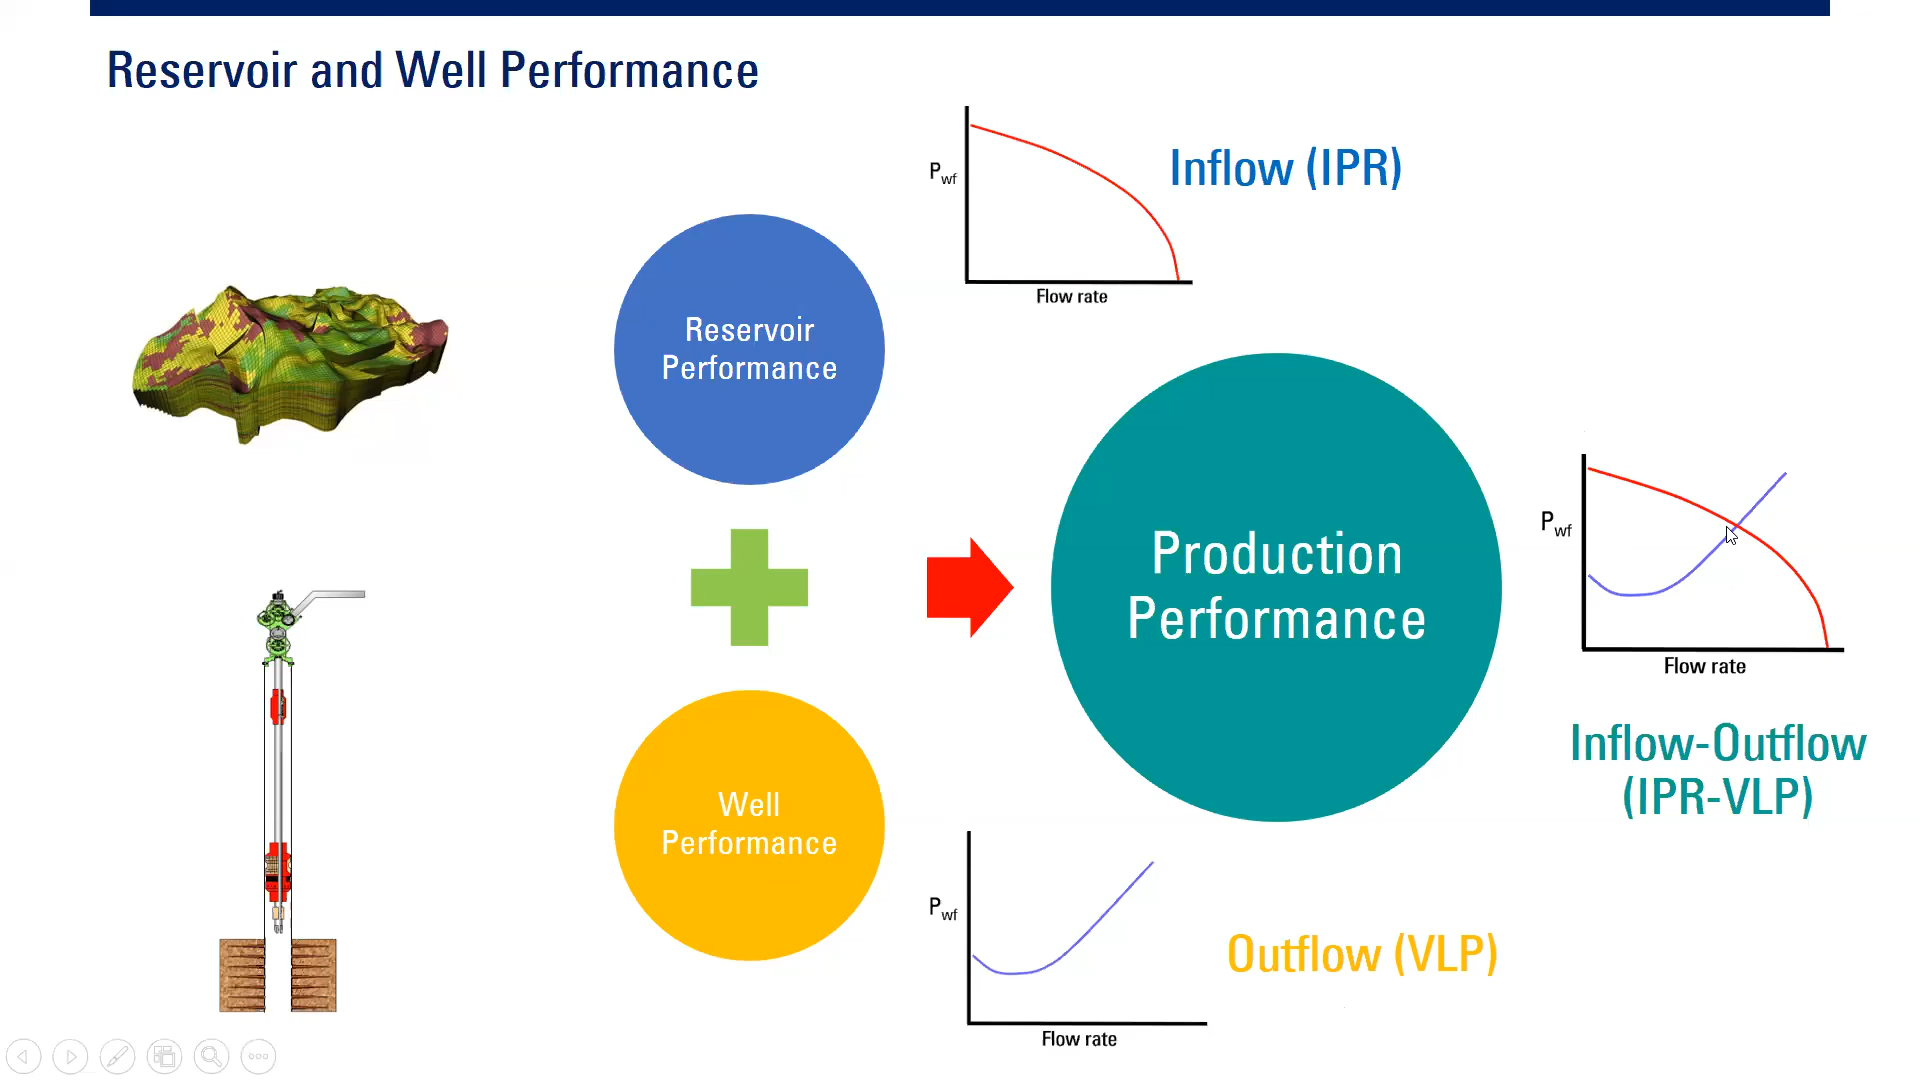 Reservoir and Well Performance
Pwf
Flow rate
Inflow (IPR)
Reservoir
Performance
Well
Performance
Production
Performance
Pwf
Flow rate
Inflow-Outflow
(IPR-VLP)
Pwf
Flow rate
Outflow (VLP)